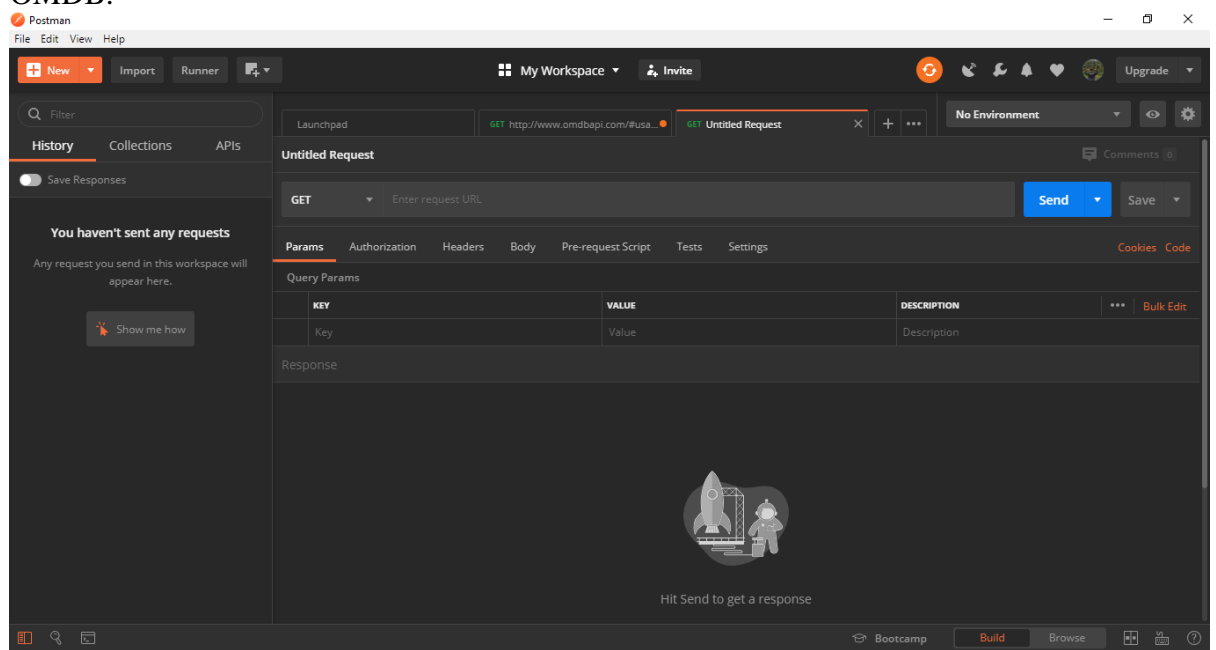 OMDB:
Postman
File Edit View Help
New Import Runner My Workspace Invite Upgrade
Filter
History Collections APIs
Save Responses
You haven't sent any requests
Any request you send in this workspace will
appear here.
Show me how
Launchpad GET http://www.omdbapi.com/#usa... GET Untitled Request No Environment
Untitled Request Comments 0
GET Enter request URL Send Save
Params Authorization Headers Body Pre-request Script Tests Settings Cookies Code
Query Params
KEY VALUE DESCRIPTION Bulk Edit
Key Value Description
Response
Hit Send to get a response
Bootcamp Build Browse